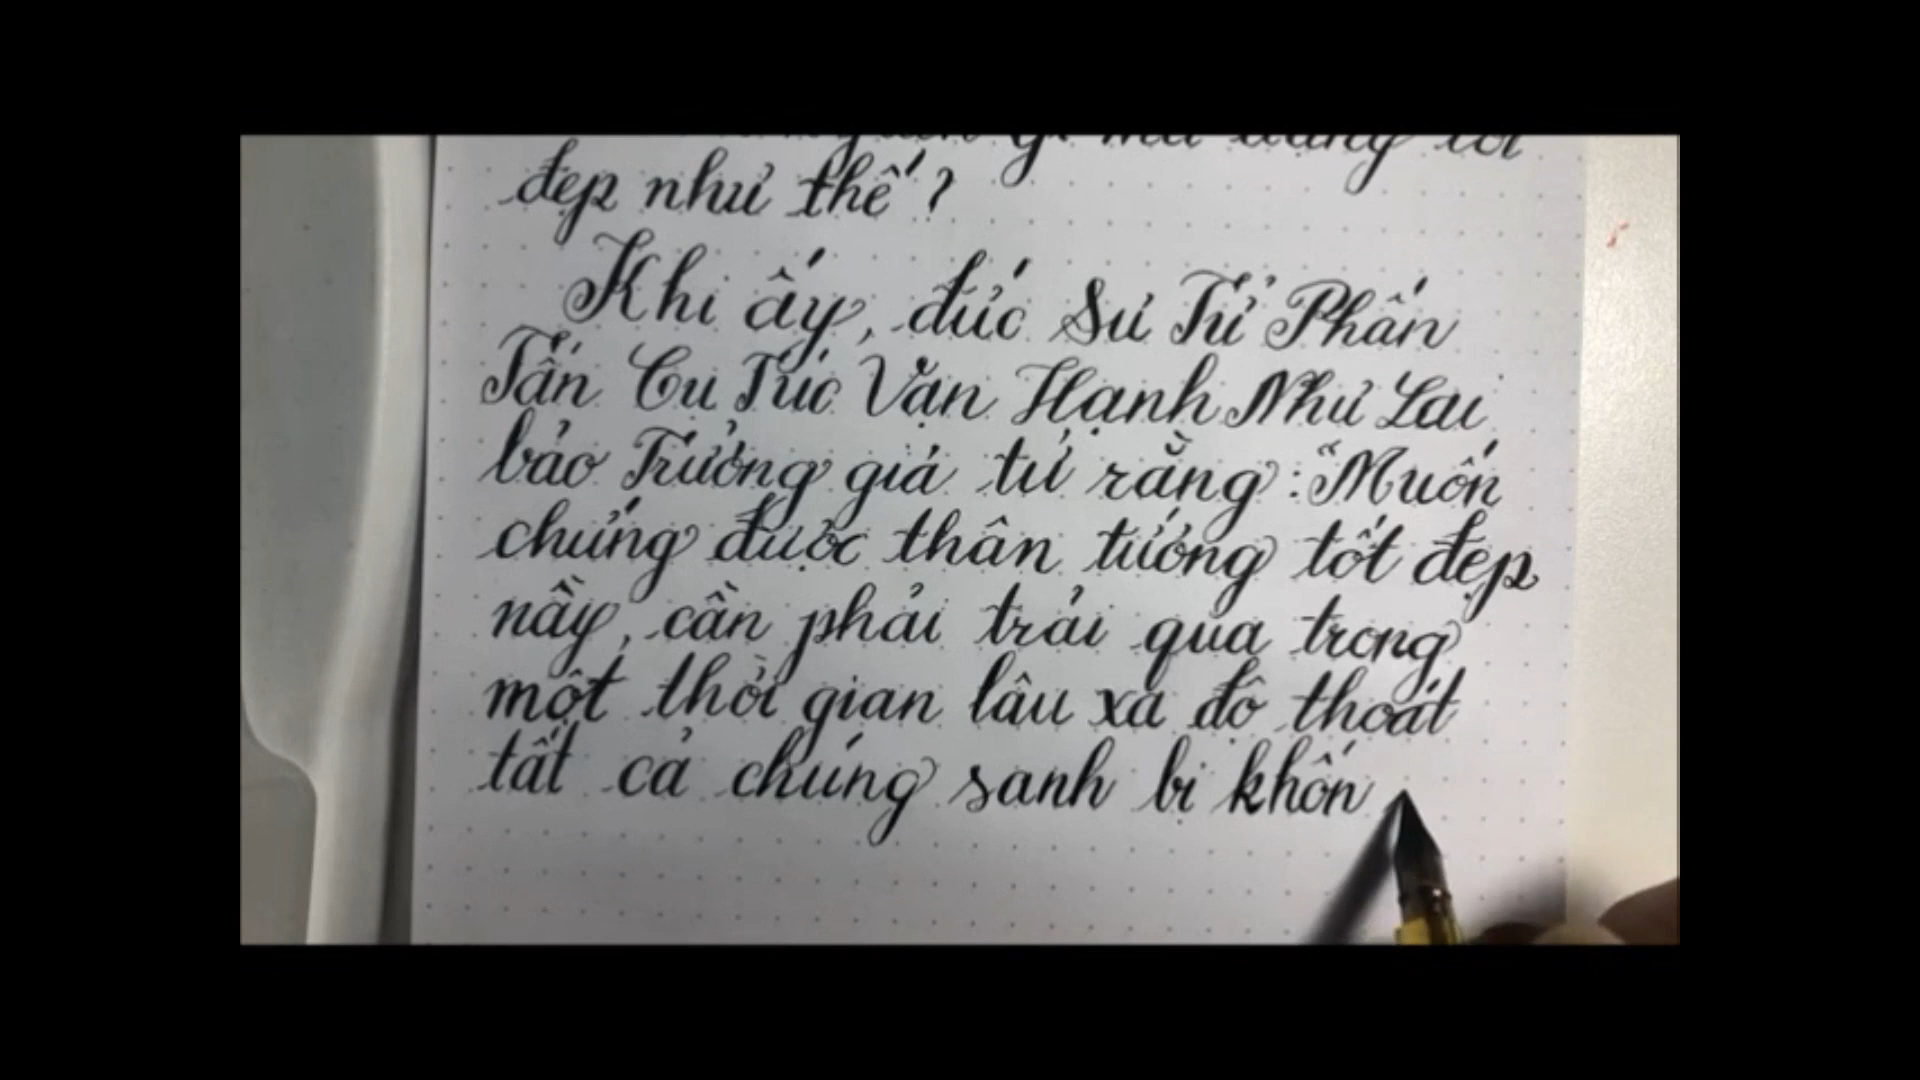 đẹp như thế?
Khi ấy, đức Sư Tử Phấn
Tấn Cụ Túc Vạn Hạnh Như Lai
bảo Trưởng giả tử rằng: "Muốn
chứng được thân tướng tốt đẹp
nầy, cần phải trải qua trong
một thời gian lâu xa độ thoát
tất cả chúng sanh bị khốn